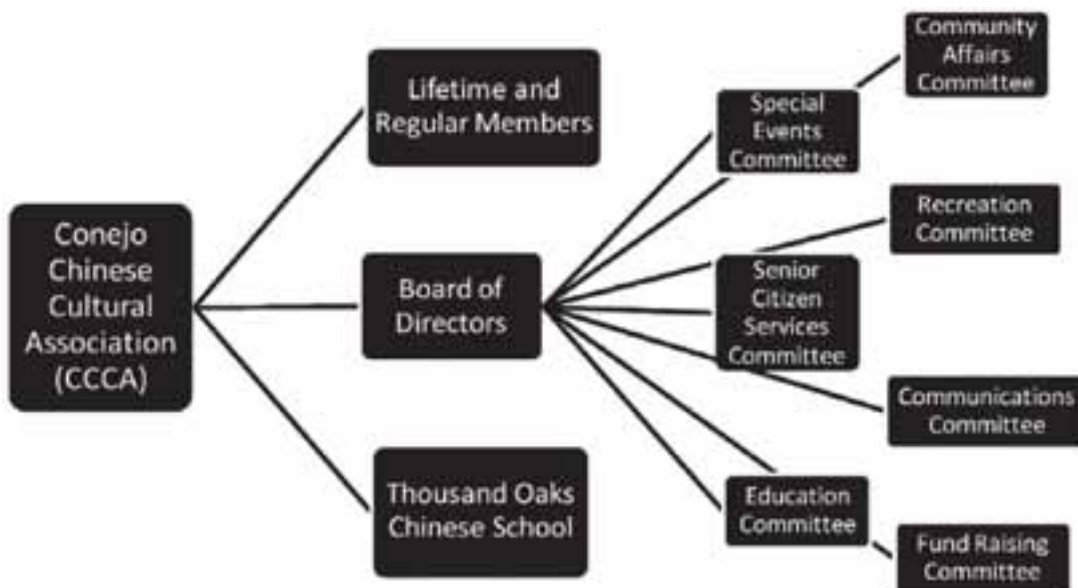 Conejo
Chinese
Cultural
Association
(CCCA)
Lifetime and
Regular Members
Board of
Directors
Thousand Oaks
Chinese School
Community
Affairs
Committee
Special
Events
Committee
Recreation
Committee
Senior
Citizen
Services
Committee
Communications
Committee
Education
Committee
Fund Raising
Committee